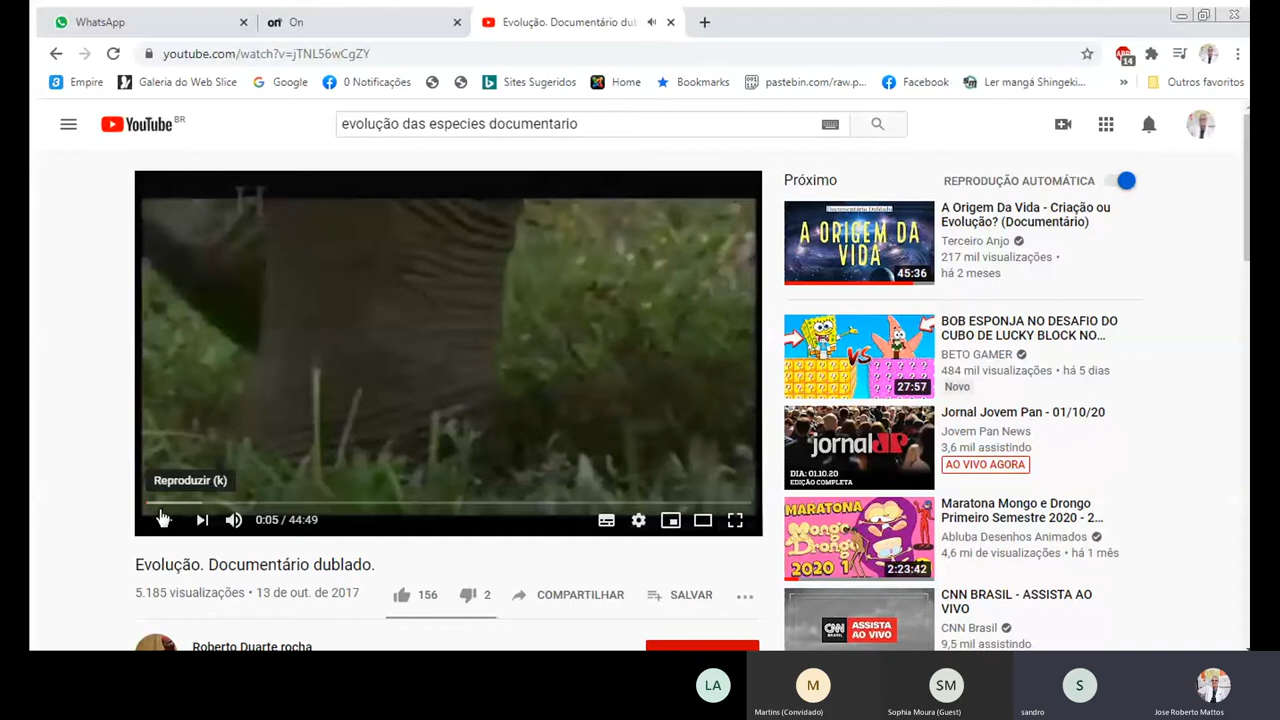 WhatsApp
On
Evolução. Documentário dub
youtube.com/watch?v=jTNL56wCgZY
14
Empire
Galeria do Web Slice
Google
0 Notificações
Sites Sugeridos
Home
Bookmarks
pastebin.com/raw.p...
Facebook
Ler mangá Shingeki...
»
Outros favoritos
YouTube BR
evolução das especies documentario
Reproduzir (k)
0:05 / 44:49
Evolução. Documentário dublado.
5.185 visualizações • 13 de out. de 2017
156
2
COMPARTILHAR
SALVAR
Roberto Duarte rocha
Próximo
REPRODUÇÃO AUTOMÁTICA
Documentário Dublado
A ORIGEM DA
VIDA
45:36
A Origem Da Vida - Criação ou
Evolução? (Documentário)
Terceiro Anjo
217 mil visualizações •
há 2 meses
VS
27:57
BOB ESPONJA NO DESAFIO DO
CUBO DE LUCKY BLOCK NO...
BETO GAMER
484 mil visualizações • há 5 dias
Novo
jornal JP
DIA: 01.10.20
EDIÇÃO COMPLETA
Jornal Jovem Pan - 01/10/20
Jovem Pan News
3,6 mil assistindo
AO VIVO AGORA
MARATONA
Mongo e
Drongo
2020 1
2:23:42
Maratona Mongo e Drongo
Primeiro Semestre 2020 - 2...
Abluba Desenhos Animados
4,6 mi de visualizações • há 1 mês
CNN BRASIL
ASSISTA
AO VIVO
CNN BRASIL - ASSISTA AO
VIVO
CNN Brasil
9,5 mil assistindo
LA
M
Martins (Convidado)
SM
Sophia Moura (Guest)
S
sandro
Jose Roberto Mattos